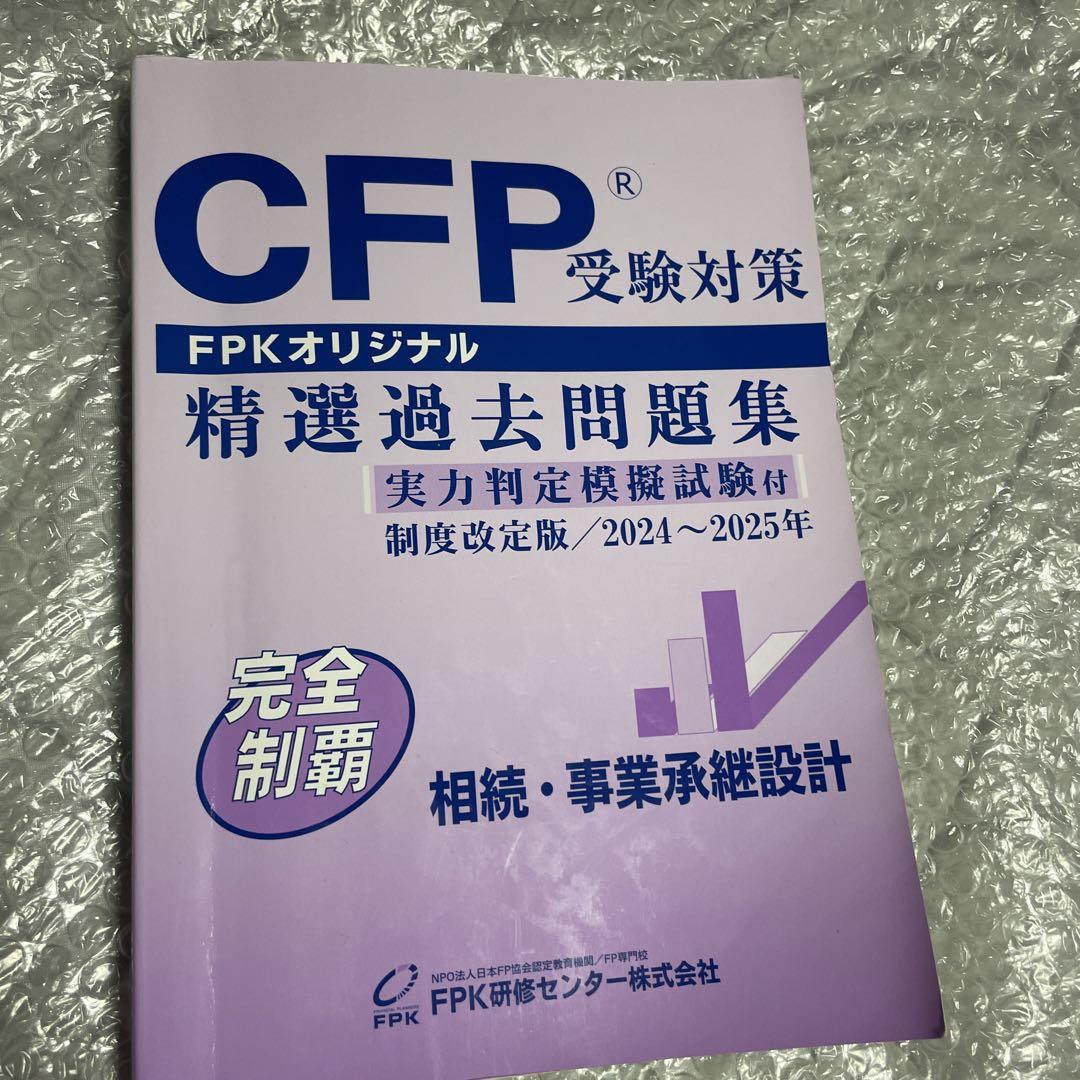 CFP®
受験対策
FPKオリジナル
精選過去問題集
実力判定模擬試験付
制度改定版/2024～2025年
完全
制覇
相続・事業承継設計
NPO法人日本FP協会認定教育機関/FP専門校
FPK研修センター株式会社
FINANCIAL PLANNERS
FPK